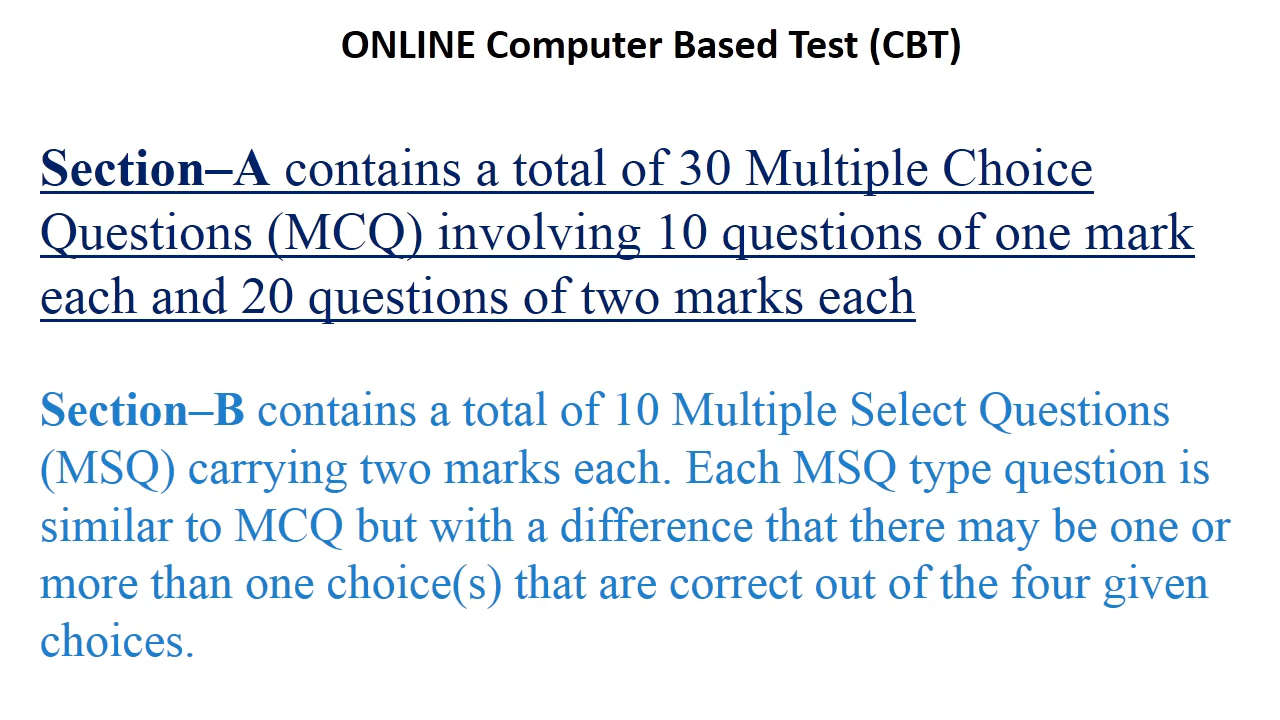 ONLINE Computer Based Test (CBT)
Section–A contains a total of 30 Multiple Choice
Questions (MCQ) involving 10 questions of one mark
each and 20 questions of two marks each
Section–B contains a total of 10 Multiple Select Questions
(MSQ) carrying two marks each. Each MSQ type question is
similar to MCQ but with a difference that there may be one or
more than one choice(s) that are correct out of the four given
choices.